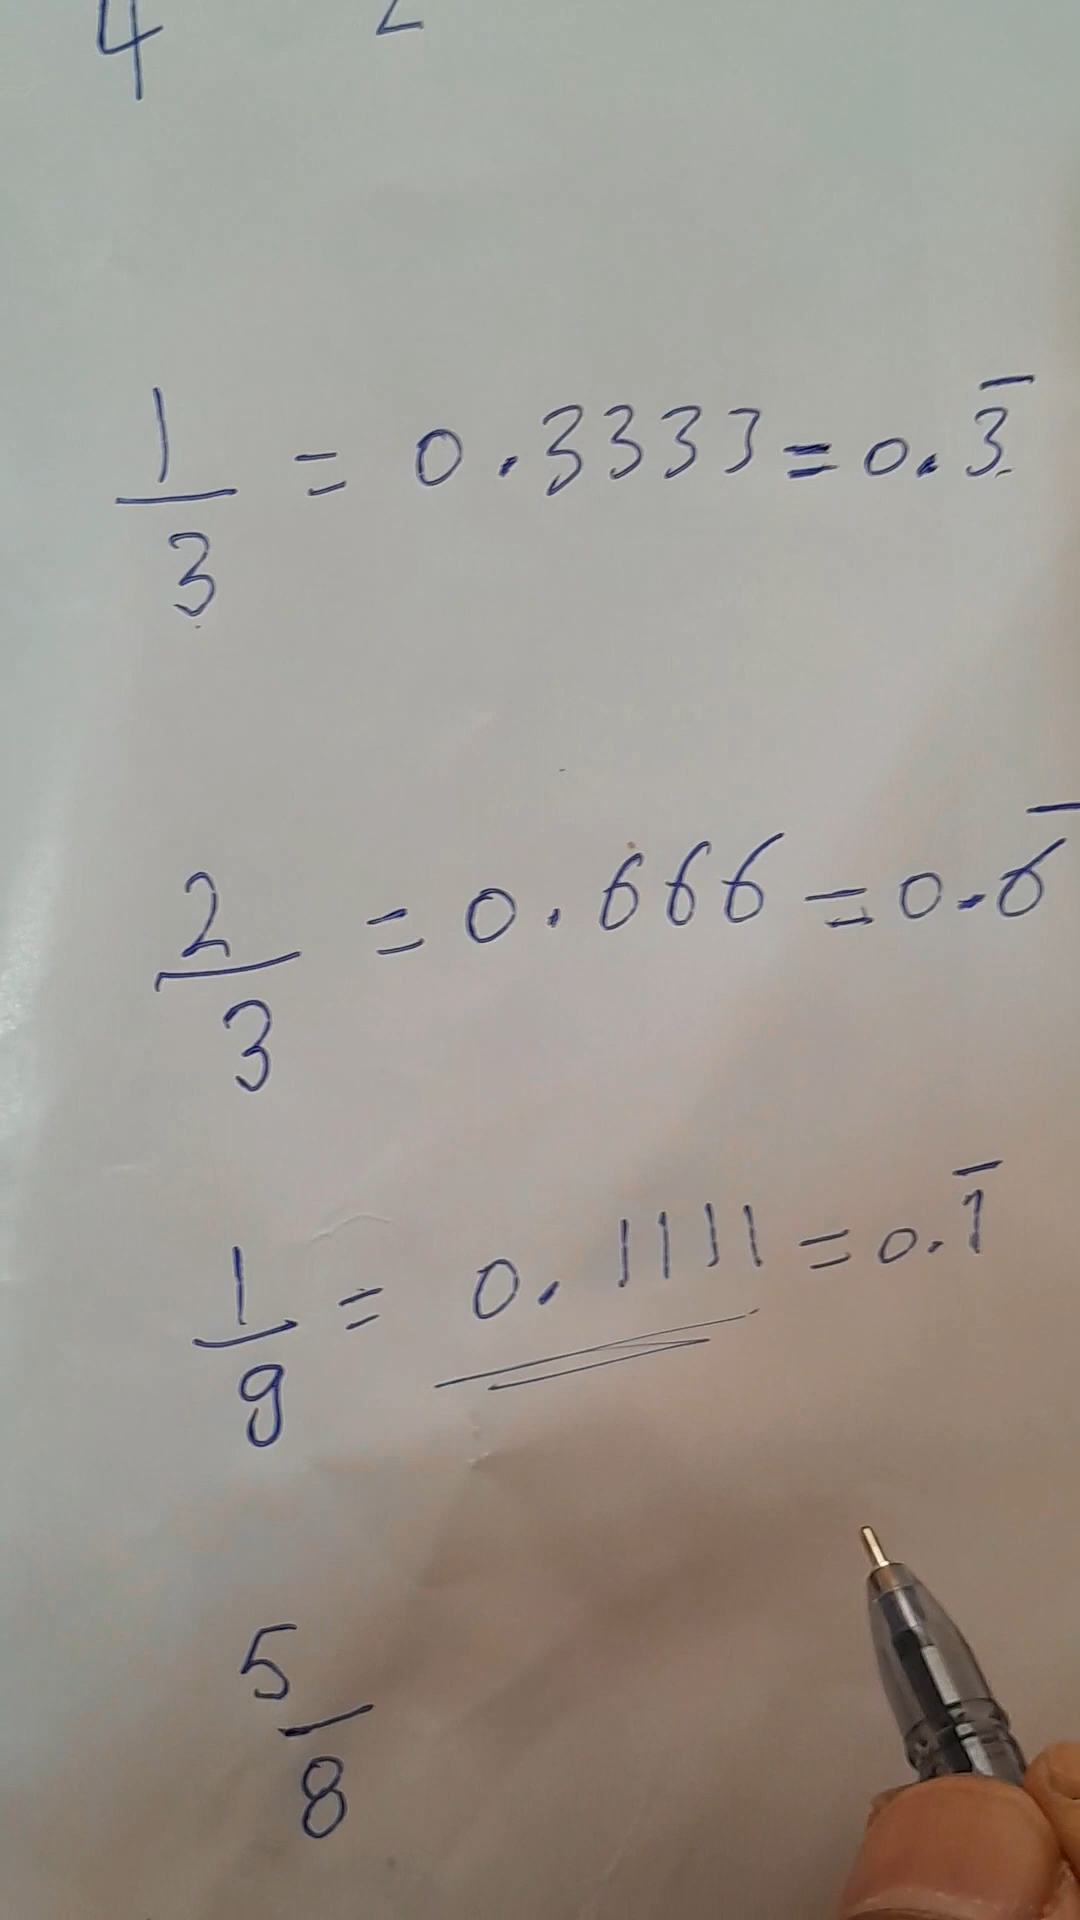 4
1/3 = 0.3333 = 0.3̅
2/3 = 0.666 = 0.6̅
1/9 = 0.1111 = 0.1̅
5/8